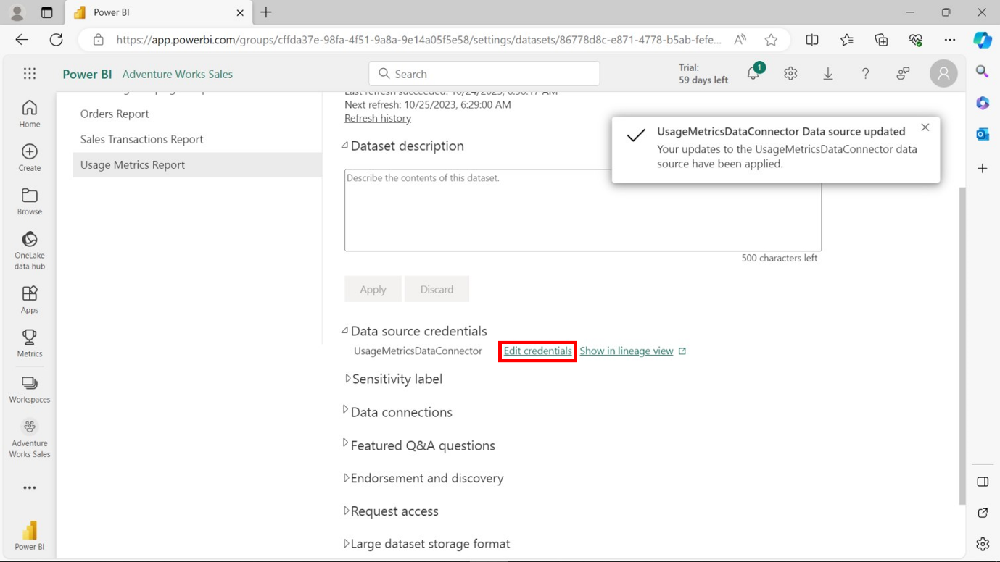 Power BI
https://app.powerbi.com/groups/cffda37e-98fa-4f51-9a8a-9e14a05f5e58/settings/datasets/86778d8c-e871-4778-b5ab-fefe...
Power BI Adventure Works Sales
Search
Trial:
59 days left
1
Home
Create
Browse
OneLake
data hub
Apps
Metrics
Workspaces
Adventure
Works Sales
Power BI
Orders Report
Sales Transactions Report
Usage Metrics Report
Last refresh succeeded: 10/24/2023, 6:30:17 AM
Next refresh: 10/25/2023, 6:29:00 AM
Refresh history
UsageMetricsDataConnector Data source updated
Your updates to the UsageMetricsDataConnector data
source have been applied.
Dataset description
Describe the contents of this dataset.
500 characters left
Apply Discard
Data source credentials
UsageMetricsDataConnector Edit credentials Show in lineage view
Sensitivity label
Data connections
Featured Q&A questions
Endorsement and discovery
Request access
Large dataset storage format